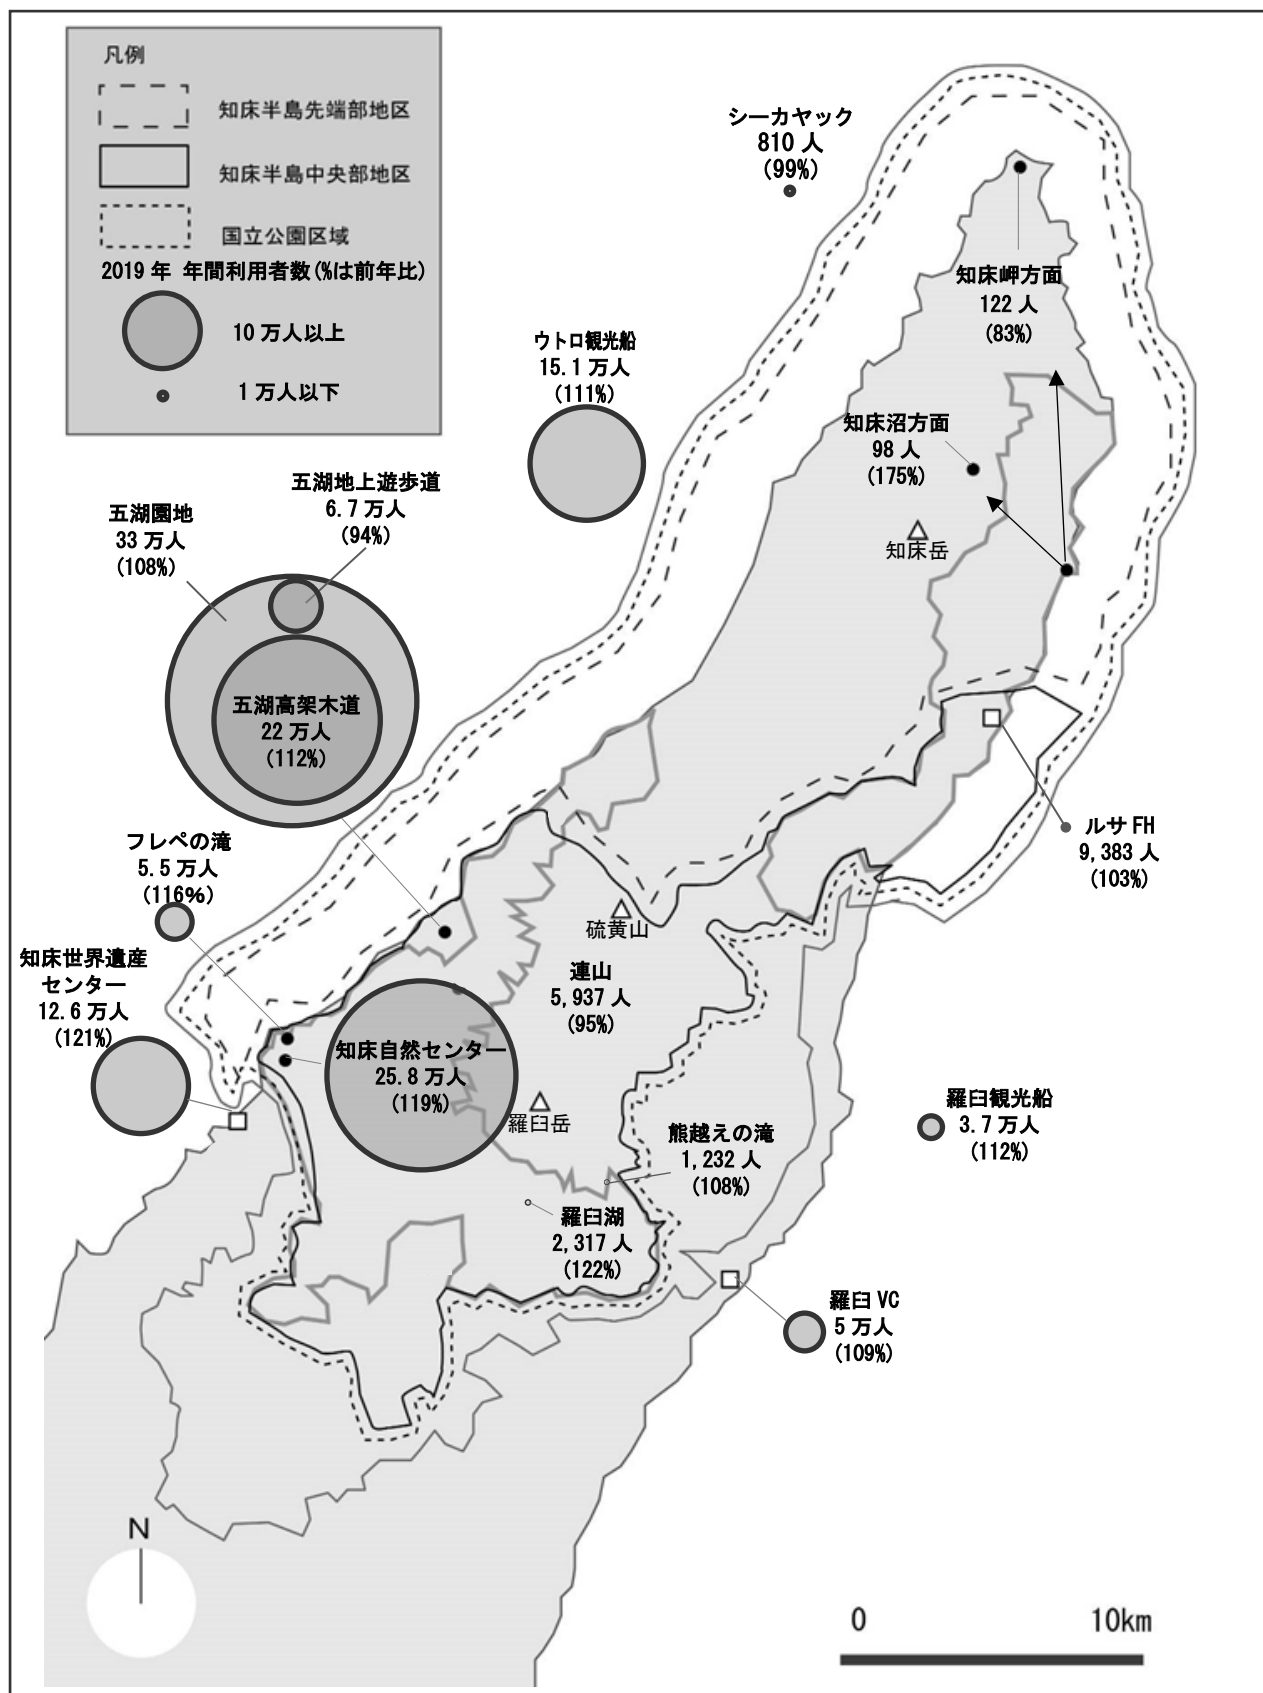 凡例
知床半島先端部地区
知床半島中央部地区
国立公園区域
2019 年 年間利用者数(%は前年比)
10 万人以上
1 万人以下
シーカヤック
810 人
(99%)
知床岬方面
122 人
(83%)
ウトロ観光船
15.1 万人
(111%)
知床沼方面
98 人
(175%)
知床岳
五湖地上遊歩道
6.7 万人
(94%)
五湖園地
33 万人
(108%)
五湖高架木道
22 万人
(112%)
フレペの滝
5.5 万人
(116%)
知床世界遺産
センター
12.6 万人
(121%)
ルサ FH
9,383 人
(103%)
硫黄山
連山
5,937 人
(95%)
知床自然センター
25.8 万人
(119%)
羅臼岳
熊越えの滝
1,232 人
(108%)
羅臼観光船
3.7 万人
(112%)
羅臼湖
2,317 人
(122%)
羅臼 VC
5 万人
(109%)
N
0 10km